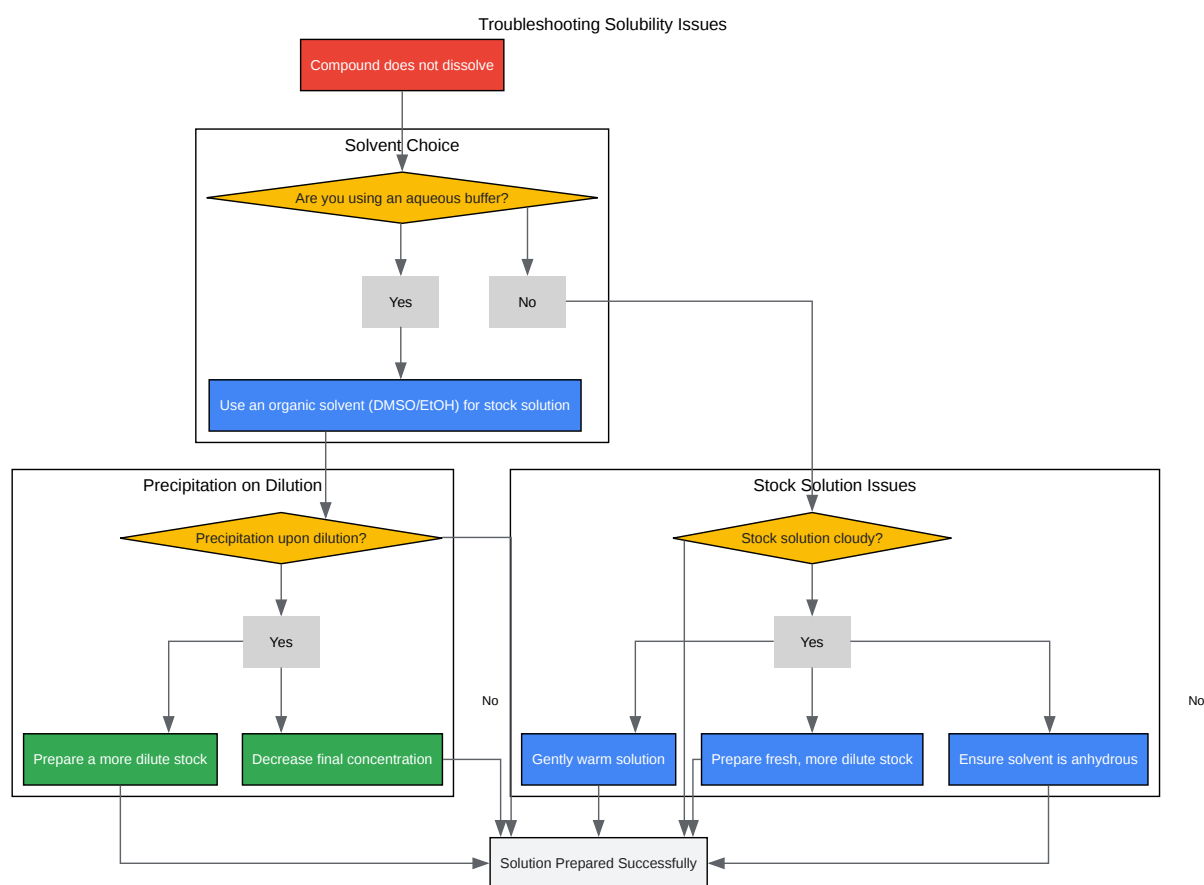 Troubleshooting Solubility Issues
Compound does not dissolve
Solvent Choice
Are you using an aqueous buffer?
Yes
No
Use an organic solvent (DMSO/EtOH) for stock solution
Precipitation on Dilution
Stock Solution Issues
Precipitation upon dilution?
Stock solution cloudy?
Yes
Yes
No
No
Prepare a more dilute stock
Decrease final concentration
Gently warm solution
Prepare fresh, more dilute stock
Ensure solvent is anhydrous
Solution Prepared Successfully